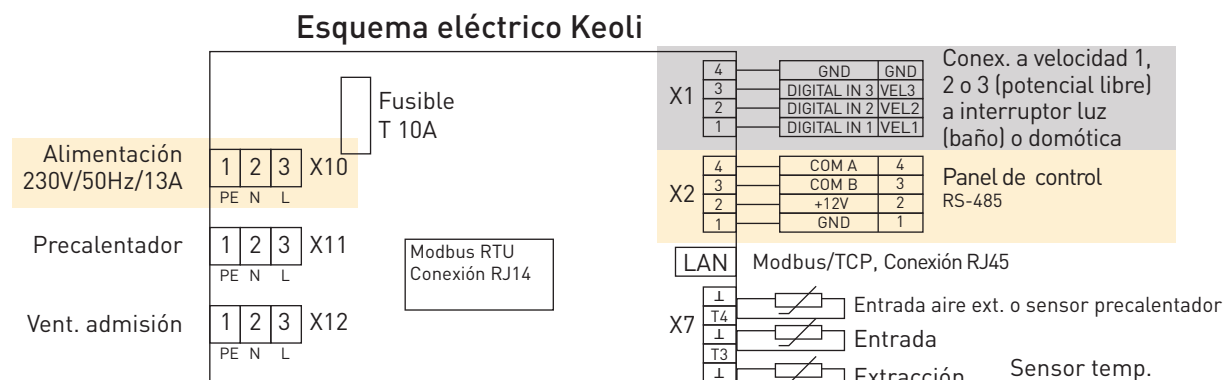 Esquema eléctrico Keoli
Fusible
T 10A
Alimentación
230V/50Hz/13A
1 2 3 X10
PE N L
Precalentador
1 2 3 X11
PE N L
Vent. admisión
1 2 3 X12
PE N L
Modbus RTU
Conexión RJ14
X1
4 GND GND
3 DIGITAL IN 3 VEL3
2 DIGITAL IN 2 VEL2
1 DIGITAL IN 1 VEL1
Conex. a velocidad 1,
2 o 3 (potencial libre)
a interruptor luz
(baño) o domótica
X2
4 COM A 4
3 COM B 3
2 +12V 2
1 GND 1
Panel de control
RS-485
LAN Modbus/TCP, Conexión RJ45
X7
⊥
T4
Entrada aire ext. o sensor precalentador
⊥
T3
Entrada
⊥
Extracción
Sensor temp.